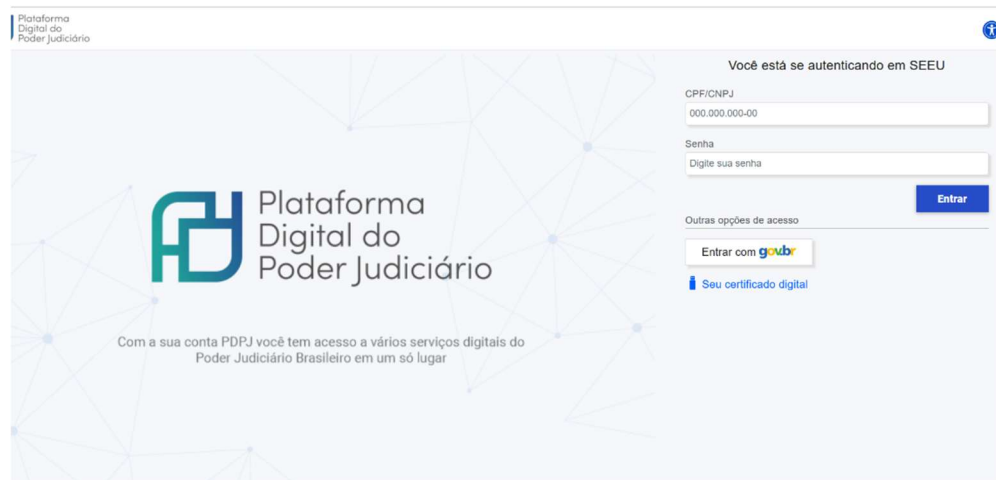 Plataforma
Digital do
Poder Judiciário
Você está se autenticando em SEEU
CPF/CNPJ
000.000.000-00
Senha
Digite sua senha
Entrar
Outras opções de acesso
Entrar com gov.br
Seu certificado digital
Plataforma
Digital do
Poder Judiciário
Com a sua conta PDPJ você tem acesso a vários serviços digitais do
Poder Judiciário Brasileiro em um só lugar